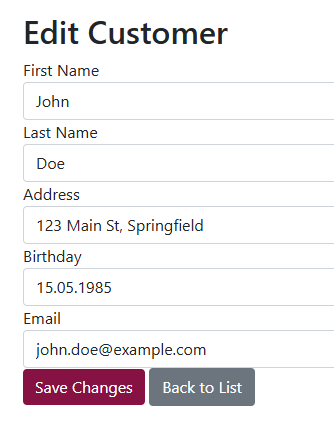 Edit Customer
First Name
John
Last Name
Doe
Address
123 Main St, Springfield
Birthday
15.05.1985
Email
john.doe@example.com
Save Changes Back to List